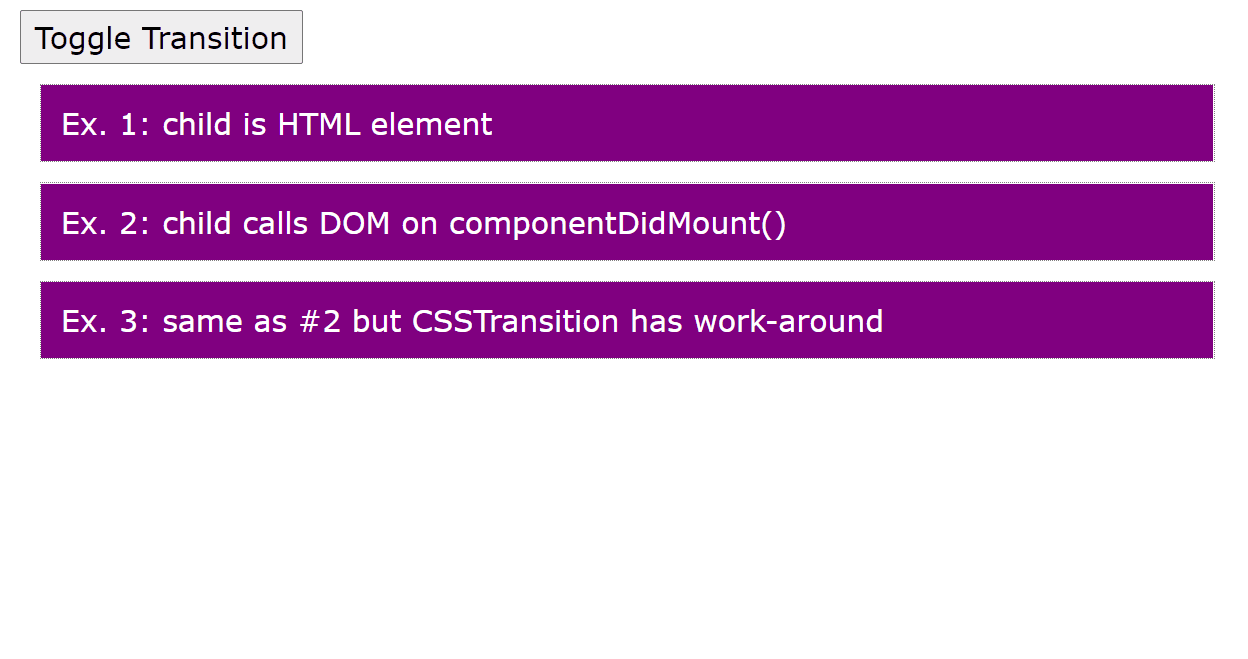 Toggle Transition
Ex. 1: child is HTML element
Ex. 2: child calls DOM on componentDidMount()
Ex. 3: same as #2 but CSSTransition has work-around